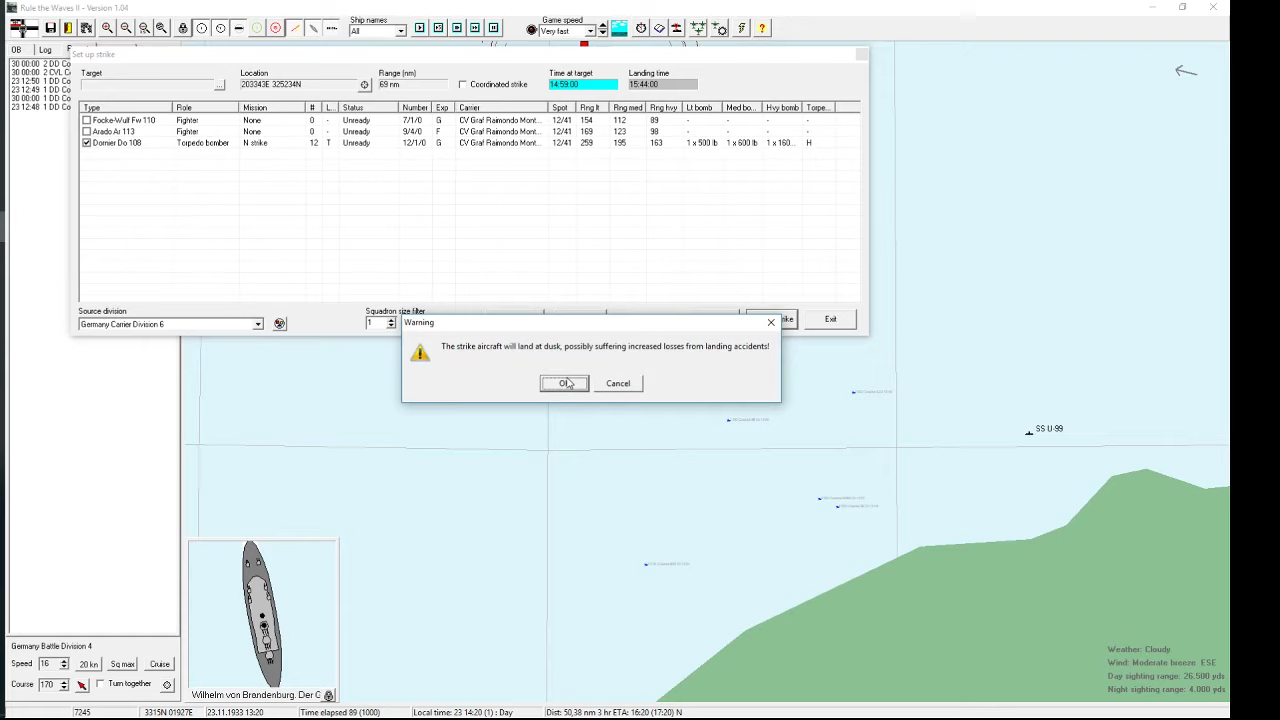 Rule the Waves II - Version 1.04
Ship names
All
Game speed
Very fast
OB Log
30 00:00 2 DD Co
30 00:00 2 CVL Co
23 12:50 1 DD Co
23 12:49 1 DD Co
30 00:00 1 DD Co
23 12:48 1 DD Co
Set up strike
Target
...
Location
203343E 325234N
Range (nm)
69 nm
Coordinated strike
Time at target
14:59:00
Landing time
15:44:00
Type Role Mission # L... Status Number Exp Carrier Spot Rng lt Rng med Rng hvy Lt bomb Med bo... Hvy bomb Torpe...
Focke-Wulf Fw 110 Fighter None 0 - Unready 7/1/0 G CV Graf Raimondo Mont... 12/41 154 112 89 - - - -
Arado Ar 113 Fighter None 0 - Unready 9/4/0 F CV Graf Raimondo Mont... 12/41 169 123 98 - - - -
Dornier Do 108 Torpedo bomber N strike 12 T Unready 12/1/0 G CV Graf Raimondo Mont... 12/41 259 195 163 1 x 500 lb 1 x 600 lb 1 x 160... H
Source division
Germany Carrier Division 6
Squadron size filter
1
Exit
Warning
The strike aircraft will land at dusk, possibly suffering increased losses from landing accidents!
Cancel
SS U-99
Wilhelm von Brandenburg. Der G
Germany Battle Division 4
Speed 16 20 kn Sq max Cruise
Course 170 Turn together
Weather: Cloudy
Wind: Moderate breeze ESE
Day sighting range: 26.500 yds
Night sighting range: 4.000 yds
7245 3315N 01927E 23.11.1933 13:20 Time elapsed 89 (1000) Local time: 23 14:20 (1) : Day Dist: 50,38 nm 3 hr ETA: 16:20 (17:20) N